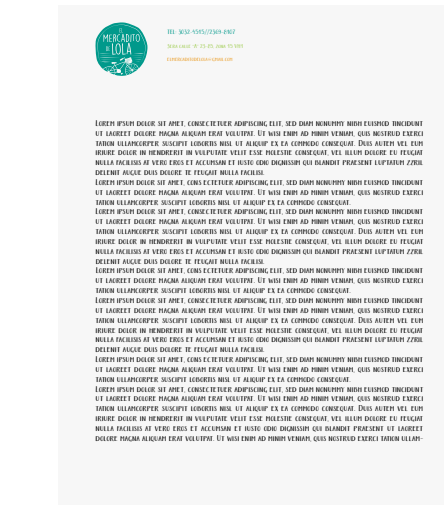 EL
MERCADITO
DE LOLA
TEL: 3032-4545//2369-8907
LOREM IPSUM DOLOR SIT AMET, CONSECTETUER ADIPISCING ELIT, SED DIAM NONUMMY NIBH EUISMOD TINCIDUNT
UT LAOREET DOLORE MAGNA ALIQUAM ERAT VOLUTPAT. UT WISI ENIM AD MINIM VENIAM, QUIS NOSTRUD EXERCI
TATION ULLAMCORPER SUSCIPIT LOBORTIS NISL UT ALIQUIP EX EA COMMODO CONSEQUAT. DUIS AUTEM VEL EUM
IRIURE DOLOR IN HENDRERIT IN VULPUTATE VELIT ESSE MOLESTIE CONSEQUAT, VEL ILLUM DOLORE EU FEUGIAT
NULLA FACILISIS AT VERO EROS ET ACCUMSAN ET IUSTO ODIO DIGNISSIM QUI BLANDIT PRAESENT LUPTATUM ZZRIL
DELENIT AUGUE DUIS DOLORE TE FEUGAIT NULLA FACILISI.
LOREM IPSUM DOLOR SIT AMET, CONS ECTETUER ADIPISCING ELIT, SED DIAM NONUMMY NIBH EUISMOD TINCIDUNT
UT LAOREET DOLORE MAGNA ALIQUAM ERAT VOLUTPAT. UT WISI ENIM AD MINIM VENIAM, QUIS NOSTRUD EXERCI
TATION ULLAMCORPER SUSCIPIT LOBORTIS NISL UT ALIQUIP EX EA COMMODO CONSEQUAT.
LOREM IPSUM DOLOR SIT AMET, CONSECTETUER ADIPISCING ELIT, SED DIAM NONUMMY NIBH EUISMOD TINCIDUNT
UT LAOREET DOLORE MAGNA ALIQUAM ERAT VOLUTPAT. UT WISI ENIM AD MINIM VENIAM, QUIS NOSTRUD EXERCI
TATION ULLAMCORPER SUSCIPIT LOBORTIS NISL UT ALIQUIP EX EA COMMODO CONSEQUAT. DUIS AUTEM VEL EUM
IRIURE DOLOR IN HENDRERIT IN VULPUTATE VELIT ESSE MOLESTIE CONSEQUAT, VEL ILLUM DOLORE EU FEUGIAT
NULLA FACILISIS AT VERO EROS ET ACCUMSAN ET IUSTO ODIO DIGNISSIM QUI BLANDIT PRAESENT LUPTATUM ZZRIL
DELENIT AUGUE DUIS DOLORE TE FEUGAIT NULLA FACILISI.
LOREM IPSUM DOLOR SIT AMET, CONS ECTETUER ADIPISCING ELIT, SED DIAM NONUMMY NIBH EUISMOD TINCIDUNT
UT LAOREET DOLORE MAGNA ALIQUAM ERAT VOLUTPAT. UT WISI ENIM AD MINIM VENIAM, QUIS NOSTRUD EXERCI
TATION ULLAMCORPER SUSCIPIT LOBORTIS NISL UT ALIQUIP EX EA COMMODO CONSEQUAT.
LOREM IPSUM DOLOR SIT AMET, CONSECTETUER ADIPISCING ELIT, SED DIAM NONUMMY NIBH EUISMOD TINCIDUNT
UT LAOREET DOLORE MAGNA ALIQUAM ERAT VOLUTPAT. UT WISI ENIM AD MINIM VENIAM, QUIS NOSTRUD EXERCI
TATION ULLAMCORPER SUSCIPIT LOBORTIS NISL UT ALIQUIP EX EA COMMODO CONSEQUAT. DUIS AUTEM VEL EUM
IRIURE DOLOR IN HENDRERIT IN VULPUTATE VELIT ESSE MOLESTIE CONSEQUAT, VEL ILLUM DOLORE EU FEUGIAT
NULLA FACILISIS AT VERO EROS ET ACCUMSAN ET IUSTO ODIO DIGNISSIM QUI BLANDIT PRAESENT LUPTATUM ZZRIL
DELENIT AUGUE DUIS DOLORE TE FEUGAIT NULLA FACILISI.
LOREM IPSUM DOLOR SIT AMET, CONS ECTETUER ADIPISCING ELIT, SED DIAM NONUMMY NIBH EUISMOD TINCIDUNT
UT LAOREET DOLORE MAGNA ALIQUAM ERAT VOLUTPAT. UT WISI ENIM AD MINIM VENIAM, QUIS NOSTRUD EXERCI
TATION ULLAMCORPER SUSCIPIT LOBORTIS NISL UT ALIQUIP EX EA COMMODO CONSEQUAT.
LOREM IPSUM DOLOR SIT AMET, CONSECTETUER ADIPISCING ELIT, SED DIAM NONUMMY NIBH EUISMOD TINCIDUNT
UT LAOREET DOLORE MAGNA ALIQUAM ERAT VOLUTPAT. UT WISI ENIM AD MINIM VENIAM, QUIS NOSTRUD EXERCI
TATION ULLAMCORPER SUSCIPIT LOBORTIS NISL UT ALIQUIP EX EA COMMODO CONSEQUAT. DUIS AUTEM VEL EUM
IRIURE DOLOR IN HENDRERIT IN VULPUTATE VELIT ESSE MOLESTIE CONSEQUAT, VEL ILLUM DOLORE EU FEUGIAT
NULLA FACILISIS AT VERO EROS ET ACCUMSAN ET IUSTO ODIO DIGNISSIM QUI BLANDIT PRAESENT UT LAOREET
DOLORE MAGNA ALIQUAM ERAT VOLUTPAT. UT WISI ENIM AD MINIM VENIAM, QUIS NOSTRUD EXERCI TATION ULLAM-